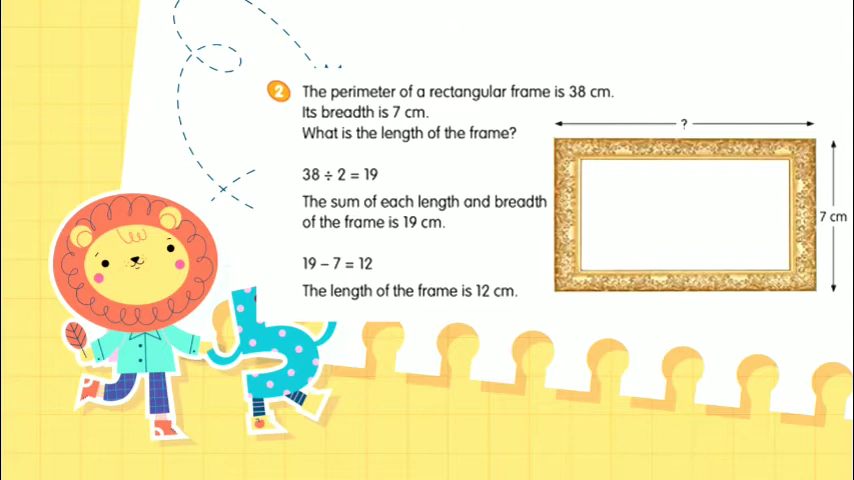 2 The perimeter of a rectangular frame is 38 cm.
Its breadth is 7 cm.
What is the length of the frame?
?
7 cm
38 ÷ 2 = 19
The sum of each length and breadth
of the frame is 19 cm.
19 – 7 = 12
The length of the frame is 12 cm.